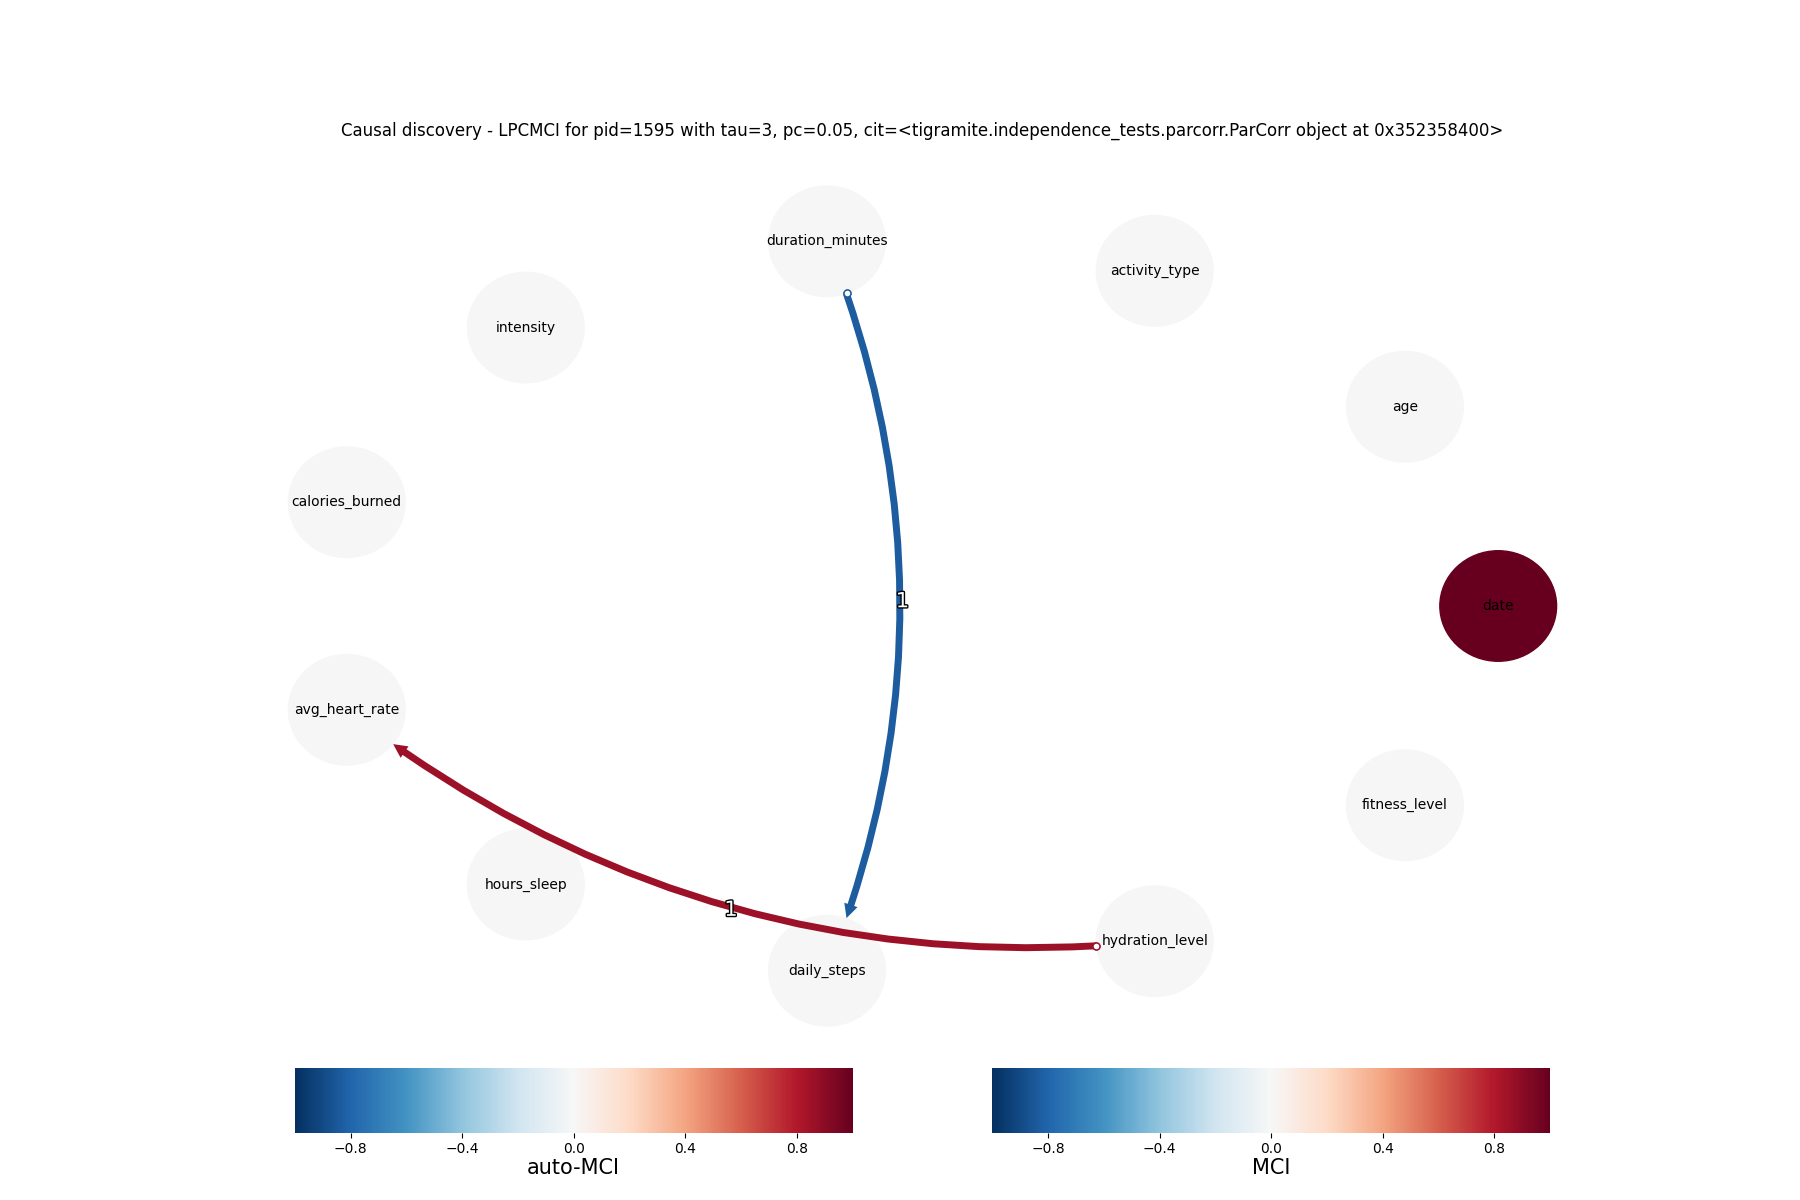 Causal discovery - LPCMCI for pid=1595 with tau=3, pc=0.05, cit=<tigramite.independence_tests.parcorr.ParCorr object at 0x352358400>
duration_minutes
activity_type
intensity
age
calories_burned
1
date
avg_heart_rate
fitness_level
hours_sleep
1
hydration_level
daily_steps
−0.8 −0.4 0.0 0.4 0.8
auto-MCI
−0.8 −0.4 0.0 0.4 0.8
MCI